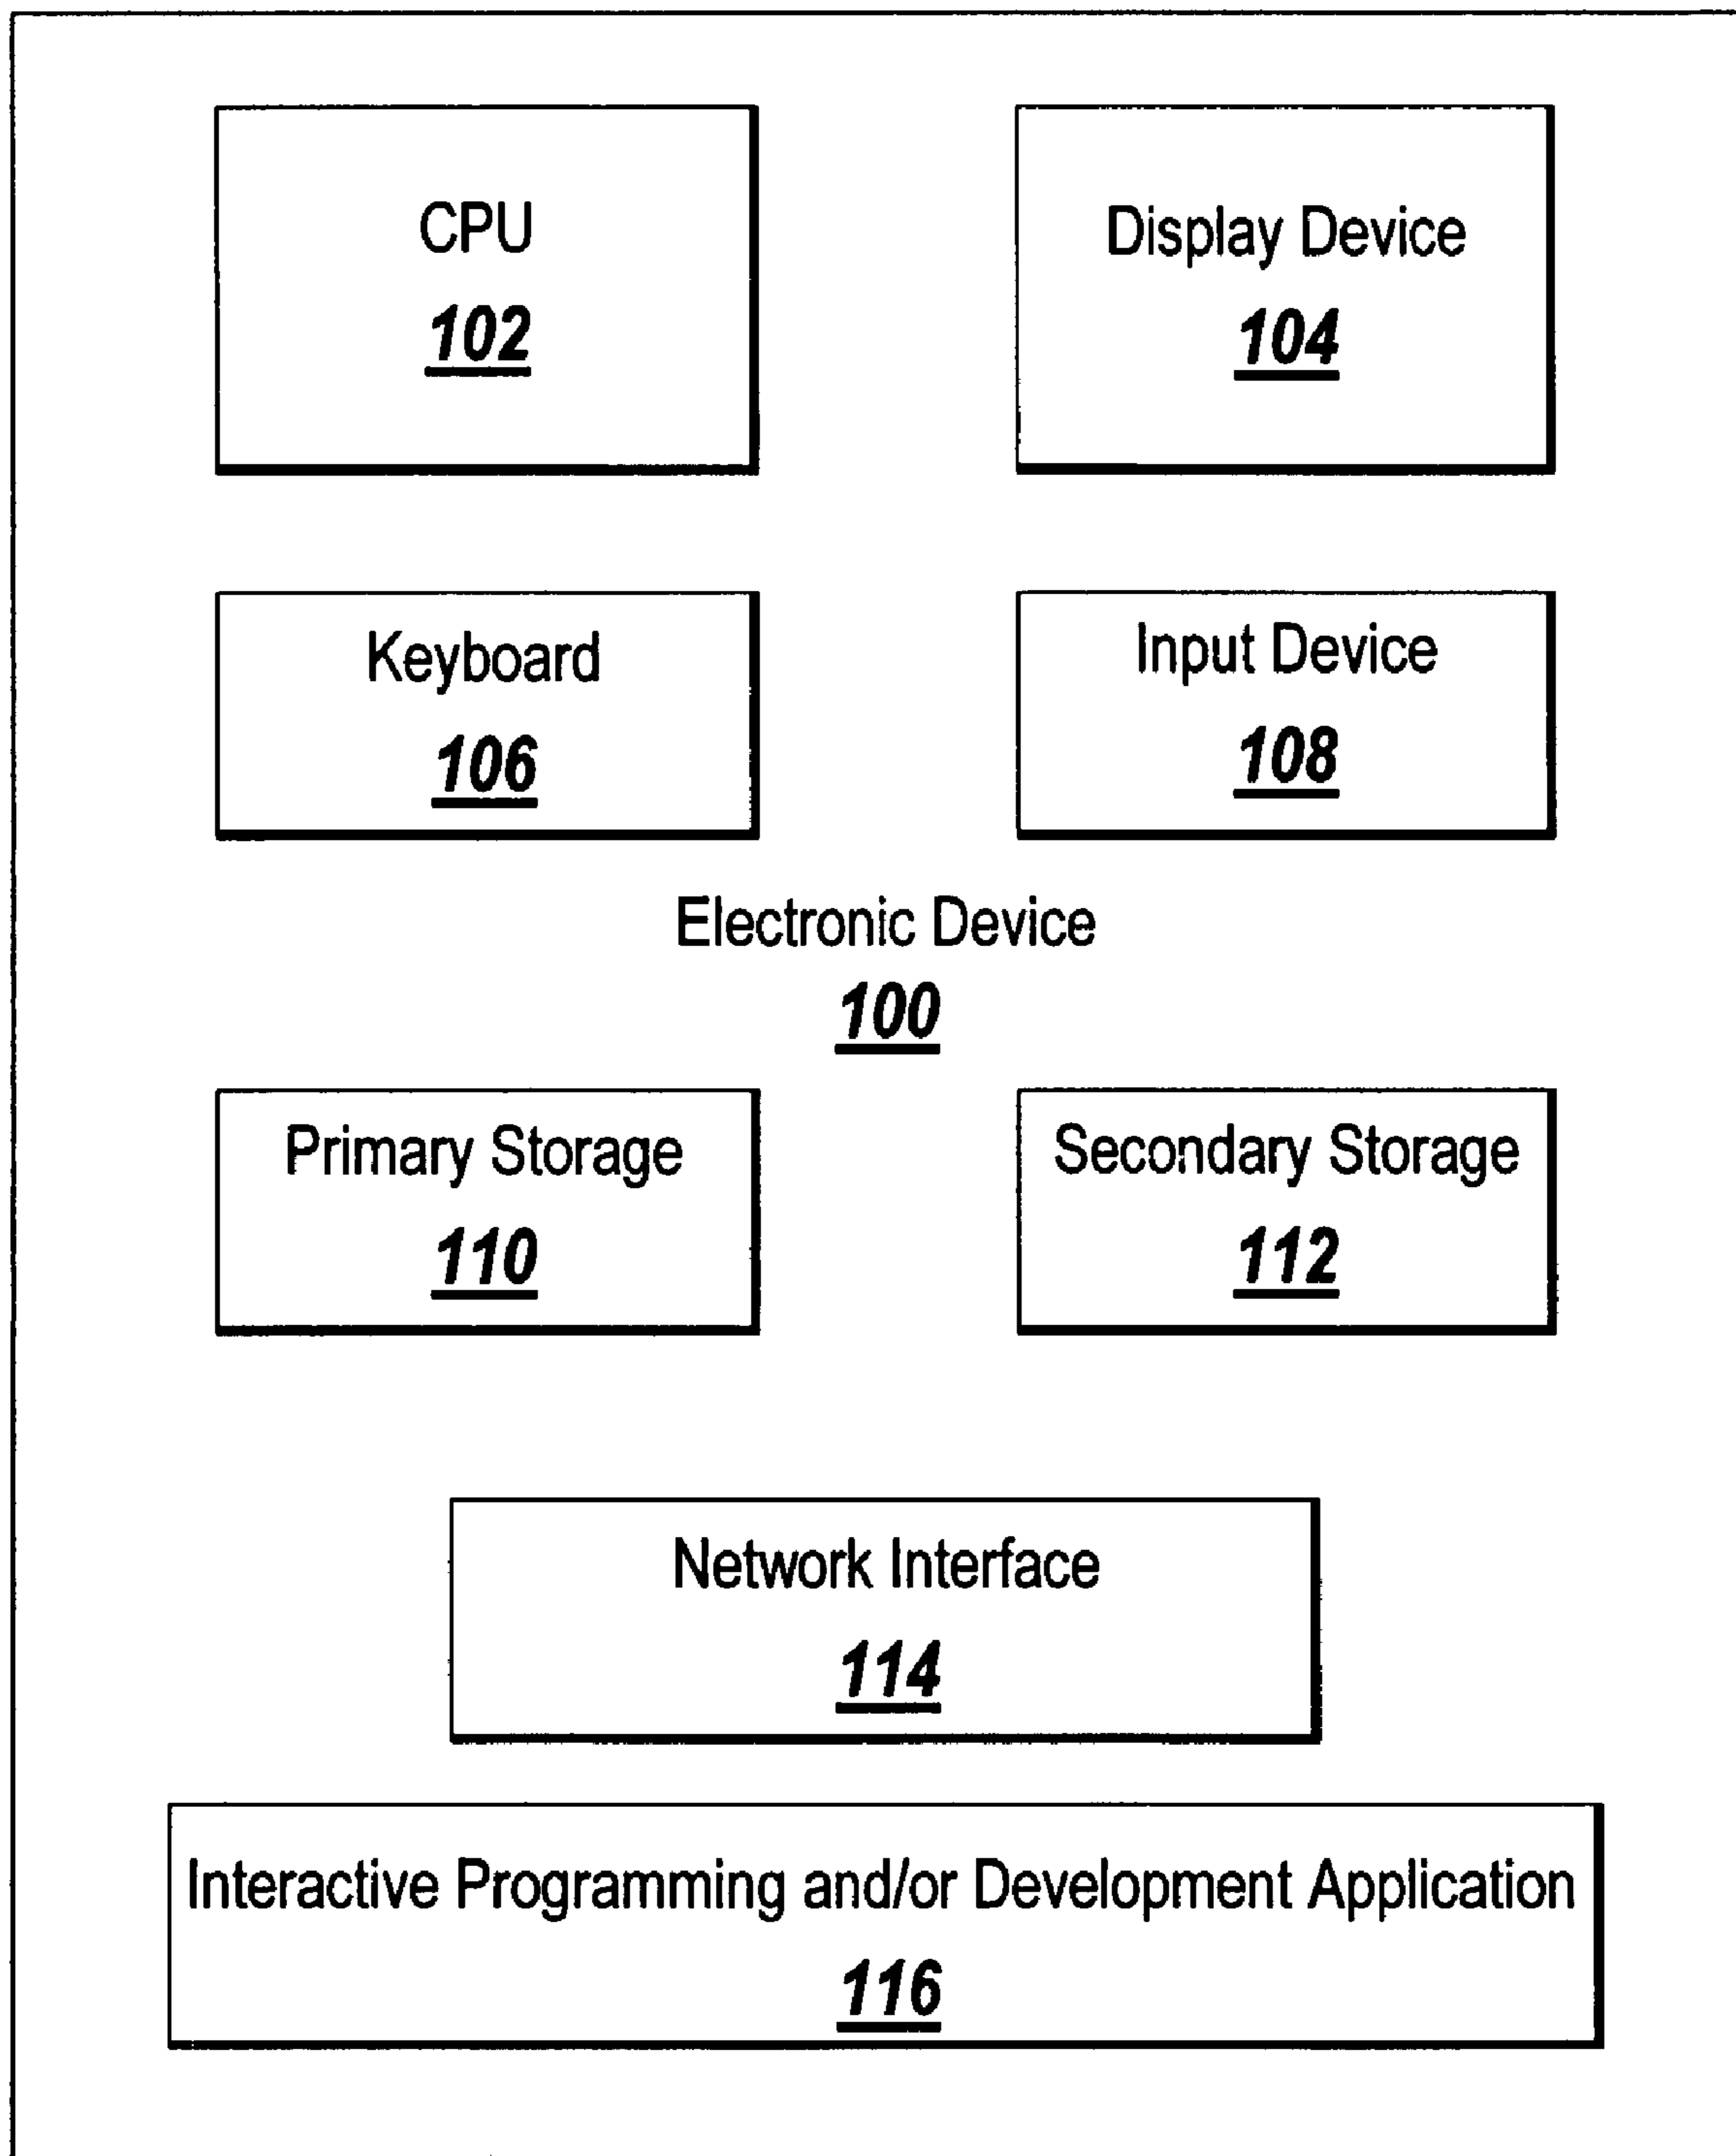 CPU
102
Display Device
104
Keyboard
106
Input Device
108
Electronic Device
100
Primary Storage
110
Secondary Storage
112
Network Interface
114
Interactive Programming and/or Development Application
116